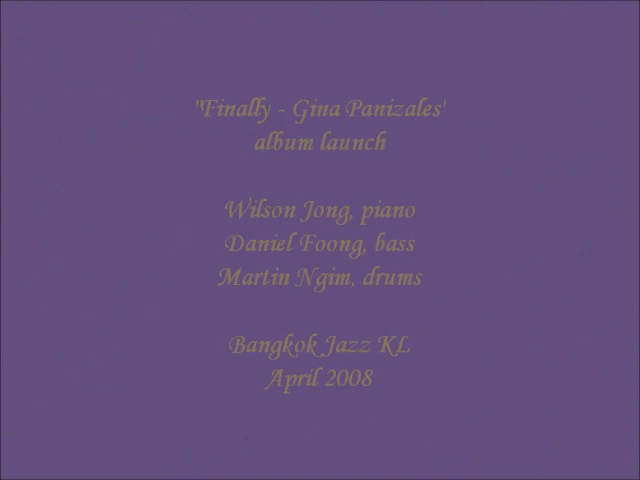 "Finally - Gina Panizales"
album launch
Wilson Jong, piano
Daniel Foong, bass
Martin Ngim, drums
Bangkok Jazz KL
April 2008